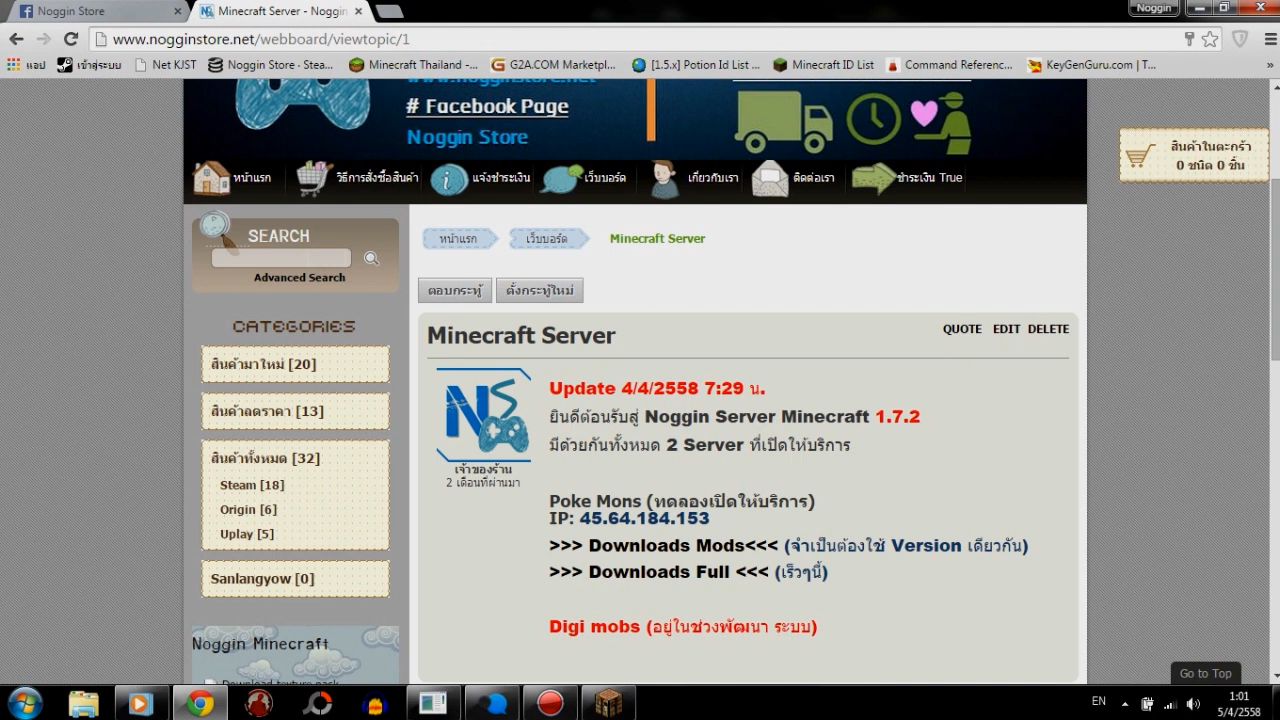 Noggin Store
Minecraft Server - Noggin
Noggin
www.nogginstore.net/webboard/viewtopic/1
แอป
เข้าสู่ระบบ
Net KJST
Noggin Store · Stea...
Minecraft Thailand -...
G2A.COM Marketpl...
[1.5.x] Potion Id List ...
Minecraft ID List
Command Referenc...
KeyGenGuru.com | T...
# Facebook Page
Noggin Store
สินค้าในตะกร้า
0 ชนิด 0 ชิ้น
หน้าแรก
วิธีการสั่งซื้อสินค้า
แจ้งชำระเงิน
เว็บบอร์ด
เกี่ยวกับเรา
ติดต่อเรา
ชำระเงิน True
SEARCH
Advanced Search
CATEGORIES
สินค้ามาใหม่ [20]
สินค้าลดราคา [13]
สินค้าทั้งหมด [32]
Steam [18]
Origin [6]
Uplay [5]
Sanlangyow [0]
Noggin Minecraft
Download texture pack
หน้าแรก
เว็บบอร์ด
Minecraft Server
ตอบกระทู้
ตั้งกระทู้ใหม่
Minecraft Server
QUOTE EDIT DELETE
NS
เจ้าของร้าน
2 เดือนที่ผ่านมา
Update 4/4/2558 7:29 น.
ยินดีต้อนรับสู่ Noggin Server Minecraft 1.7.2
มีด้วยกันทั้งหมด 2 Server ที่เปิดให้บริการ
Poke Mons (ทดลองเปิดให้บริการ)
IP: 45.64.184.153
>>> Downloads Mods<<< (จำเป็นต้องใช้ Version เดียวกัน)
>>> Downloads Full <<< (เร็วๆนี้)
Digi mobs (อยู่ในช่วงพัฒนา ระบบ)
Go to Top
EN
1:01
5/4/2558